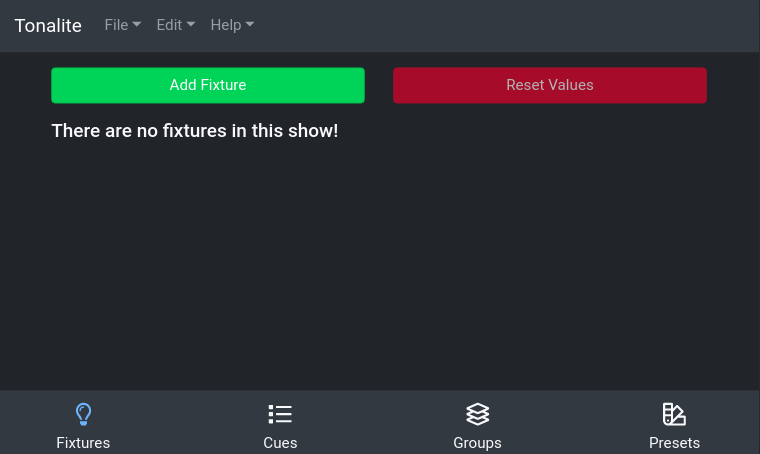 Tonalite File Edit Help
Add Fixture Reset Values
There are no fixtures in this show!
Fixtures Cues Groups Presets